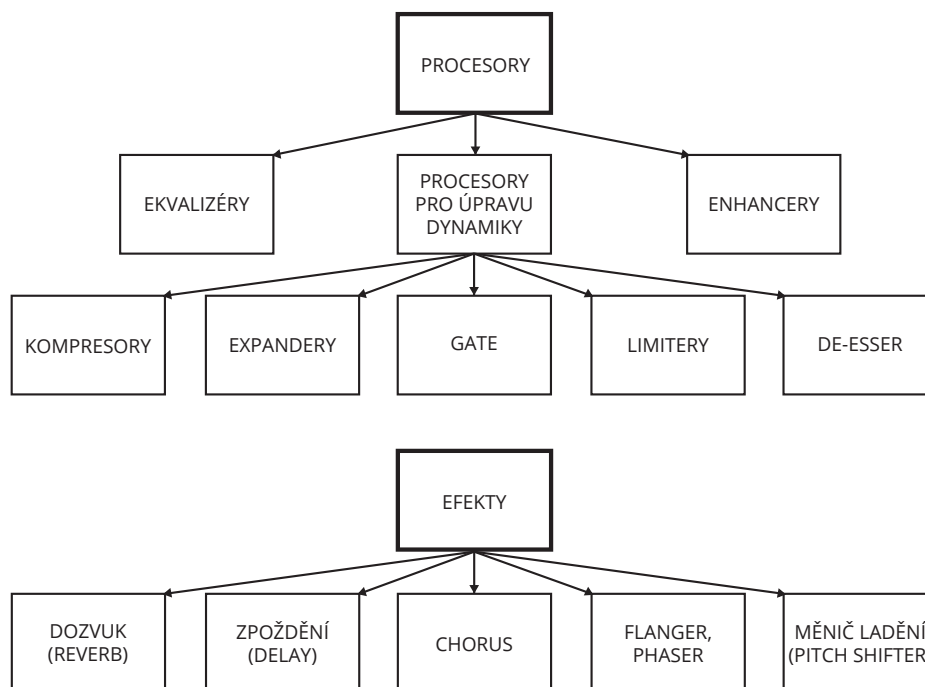 PROCESORY
EKVALIZÉRY
PROCESORY
PRO ÚPRAVU
DYNAMIKY
ENHANCERY
KOMPRESORY
EXPANDERY
GATE
LIMITERY
DE-ESSER
EFEKTY
DOZVUK
(REVERB)
ZPOŽDĚNÍ
(DELAY)
CHORUS
FLANGER,
PHASER
MĚNIČ LADĚNÍ
(PITCH SHIFTER